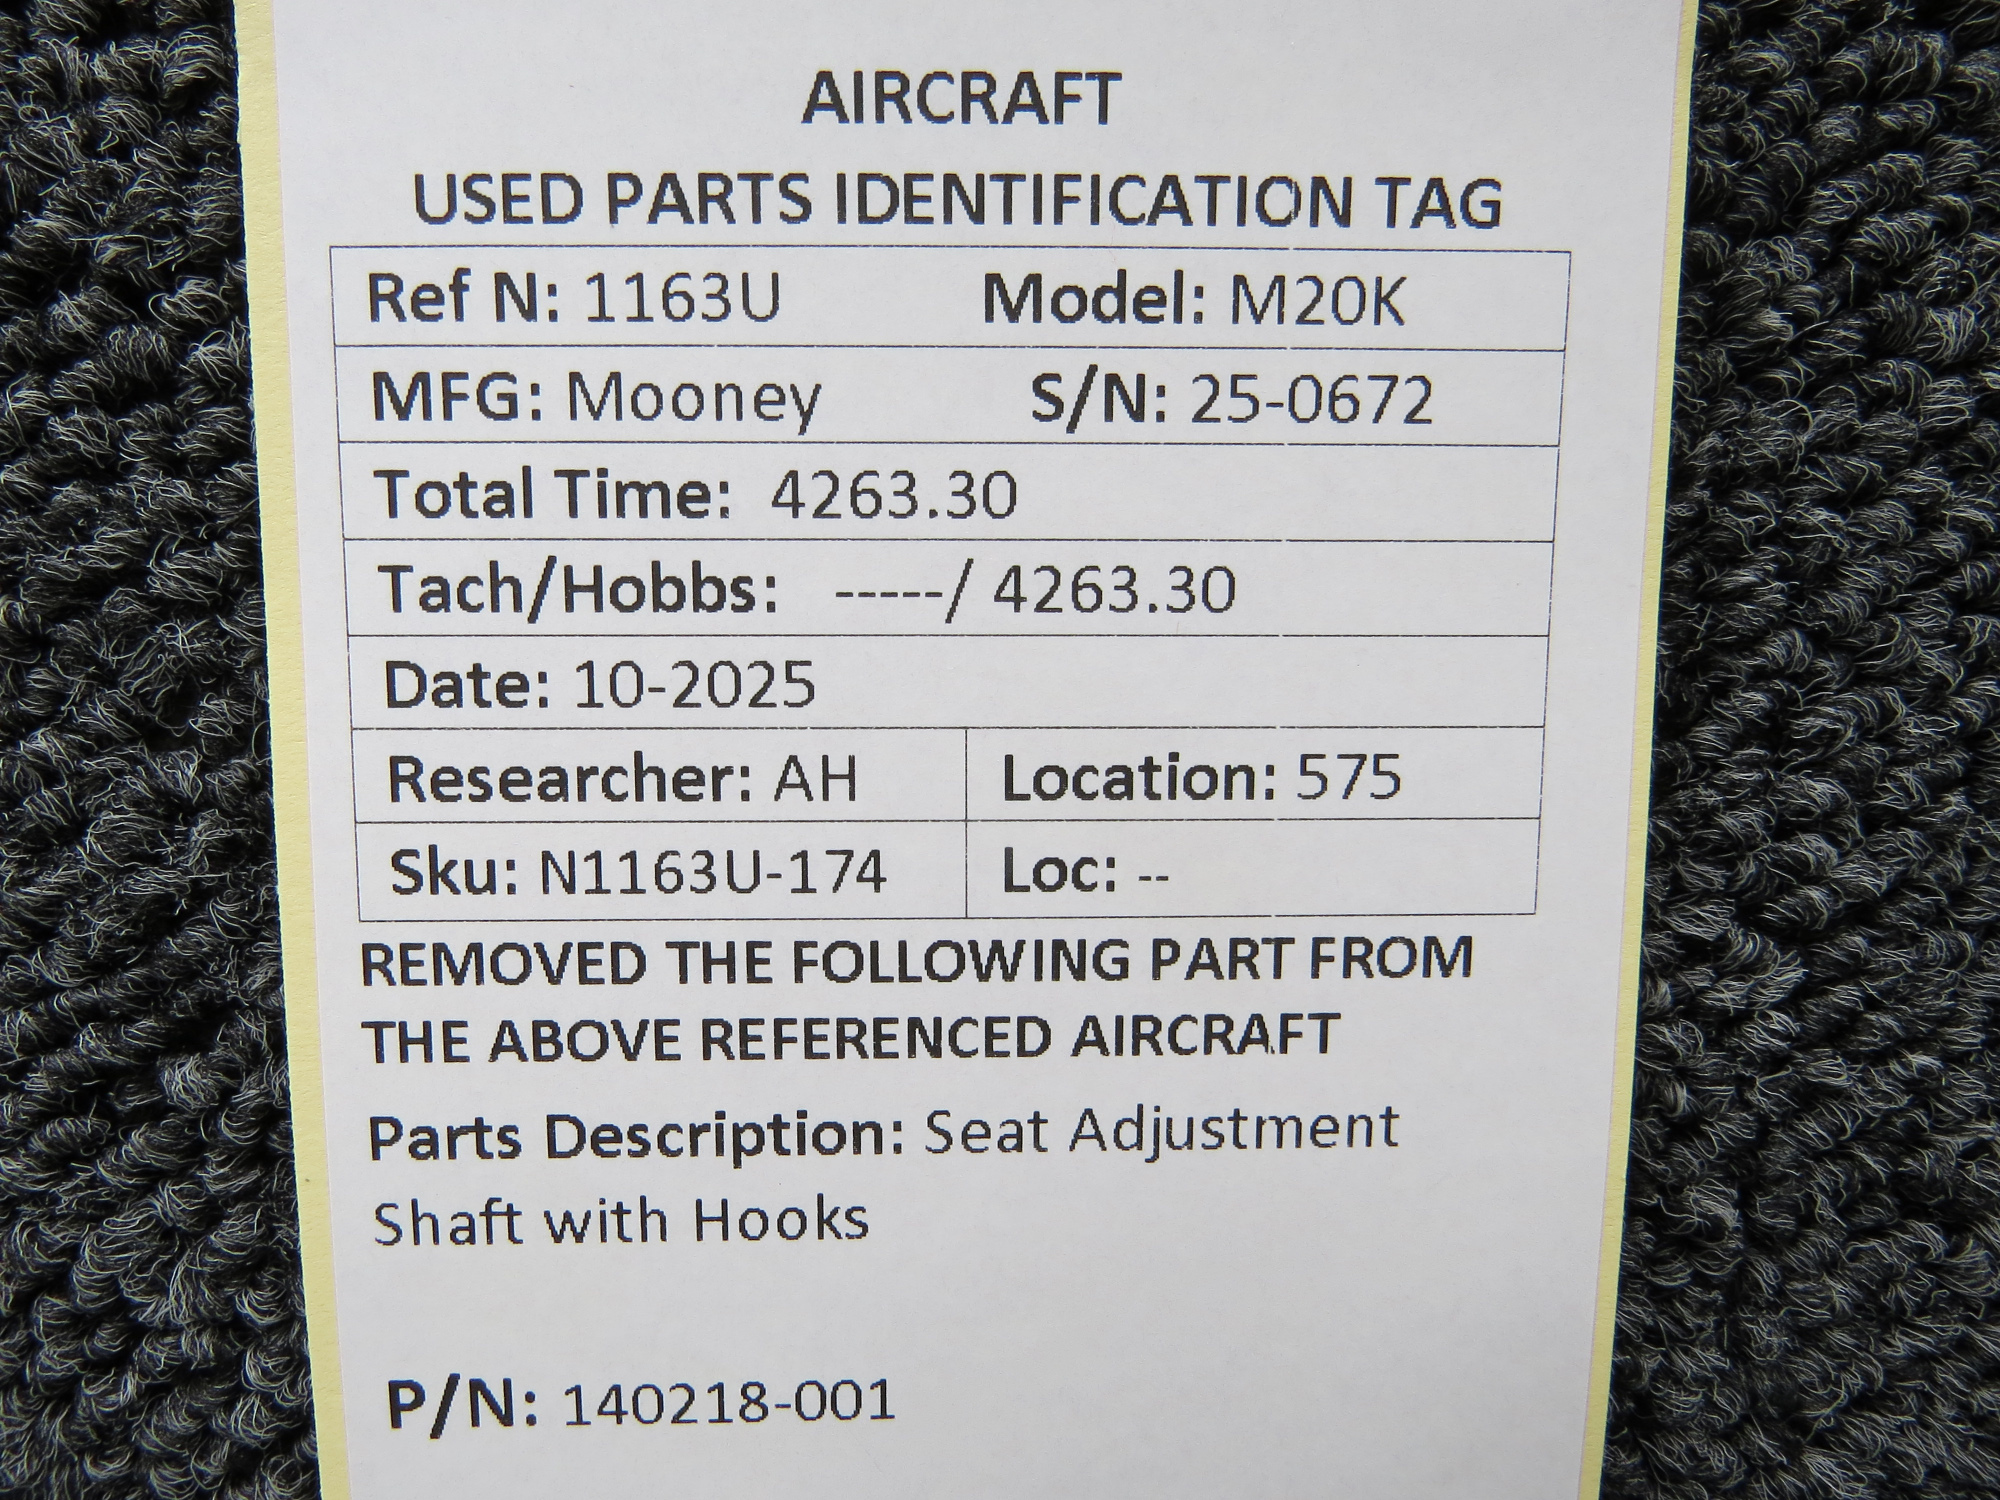 AIRCRAFT
USED PARTS IDENTIFICATION TAG
Ref N: 1163U Model: M20K
MFG: Mooney S/N: 25-0672
Total Time: 4263.30
Tach/Hobbs: -----/ 4263.30
Date: 10-2025
Researcher: AH Location: 575
Sku: N1163U-174 Loc: --
REMOVED THE FOLLOWING PART FROM
THE ABOVE REFERENCED AIRCRAFT
Parts Description: Seat Adjustment
Shaft with Hooks
P/N: 140218-001